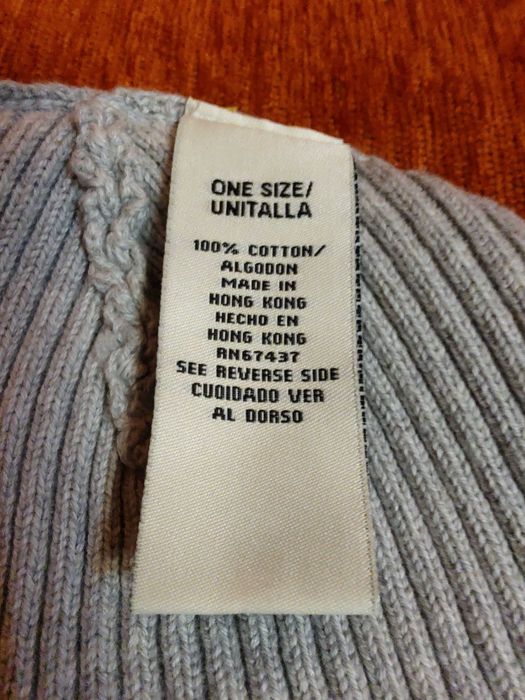 ONE SIZE/
UNITALLA
100% COTTON/
ALGODON
MADE IN
HONG KONG
HECHO EN
HONG KONG
RN67437
SEE REVERSE SIDE
CUOIDADO VER
AL DORSO